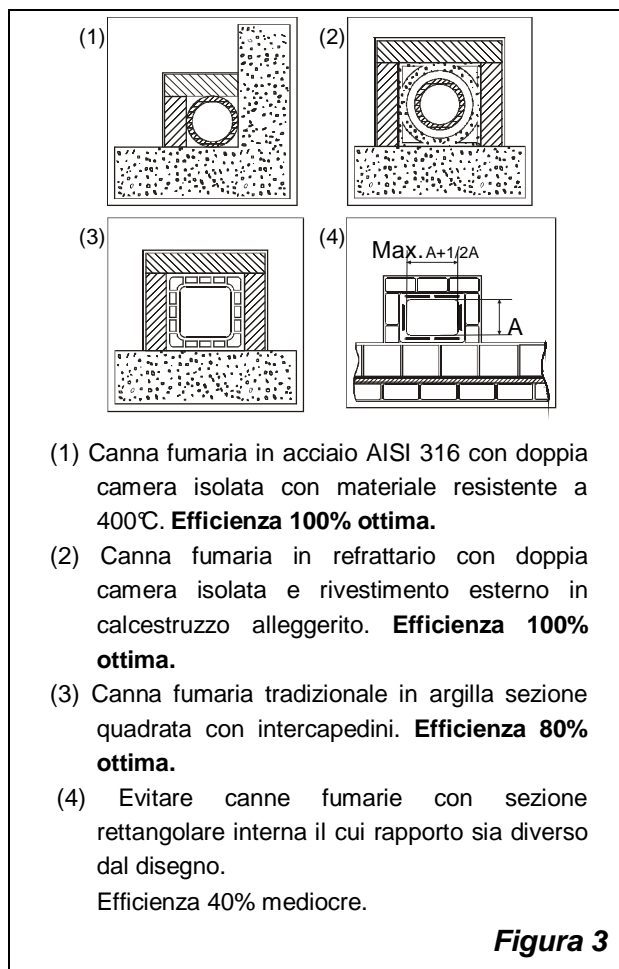 (1)
(2)
(3)
(4)
Max. A+1/2A
A
(1) Canna fumaria in acciaio AISI 316 con doppia
camera isolata con materiale resistente a
400°C. Efficienza 100% ottima.
(2) Canna fumaria in refrattario con doppia
camera isolata e rivestimento esterno in
calcestruzzo alleggerito. Efficienza 100%
ottima.
(3) Canna fumaria tradizionale in argilla sezione
quadrata con intercapedini. Efficienza 80%
ottima.
(4) Evitare canne fumarie con sezione
rettangolare interna il cui rapporto sia diverso
dal disegno.
Efficienza 40% mediocre.
Figura 3